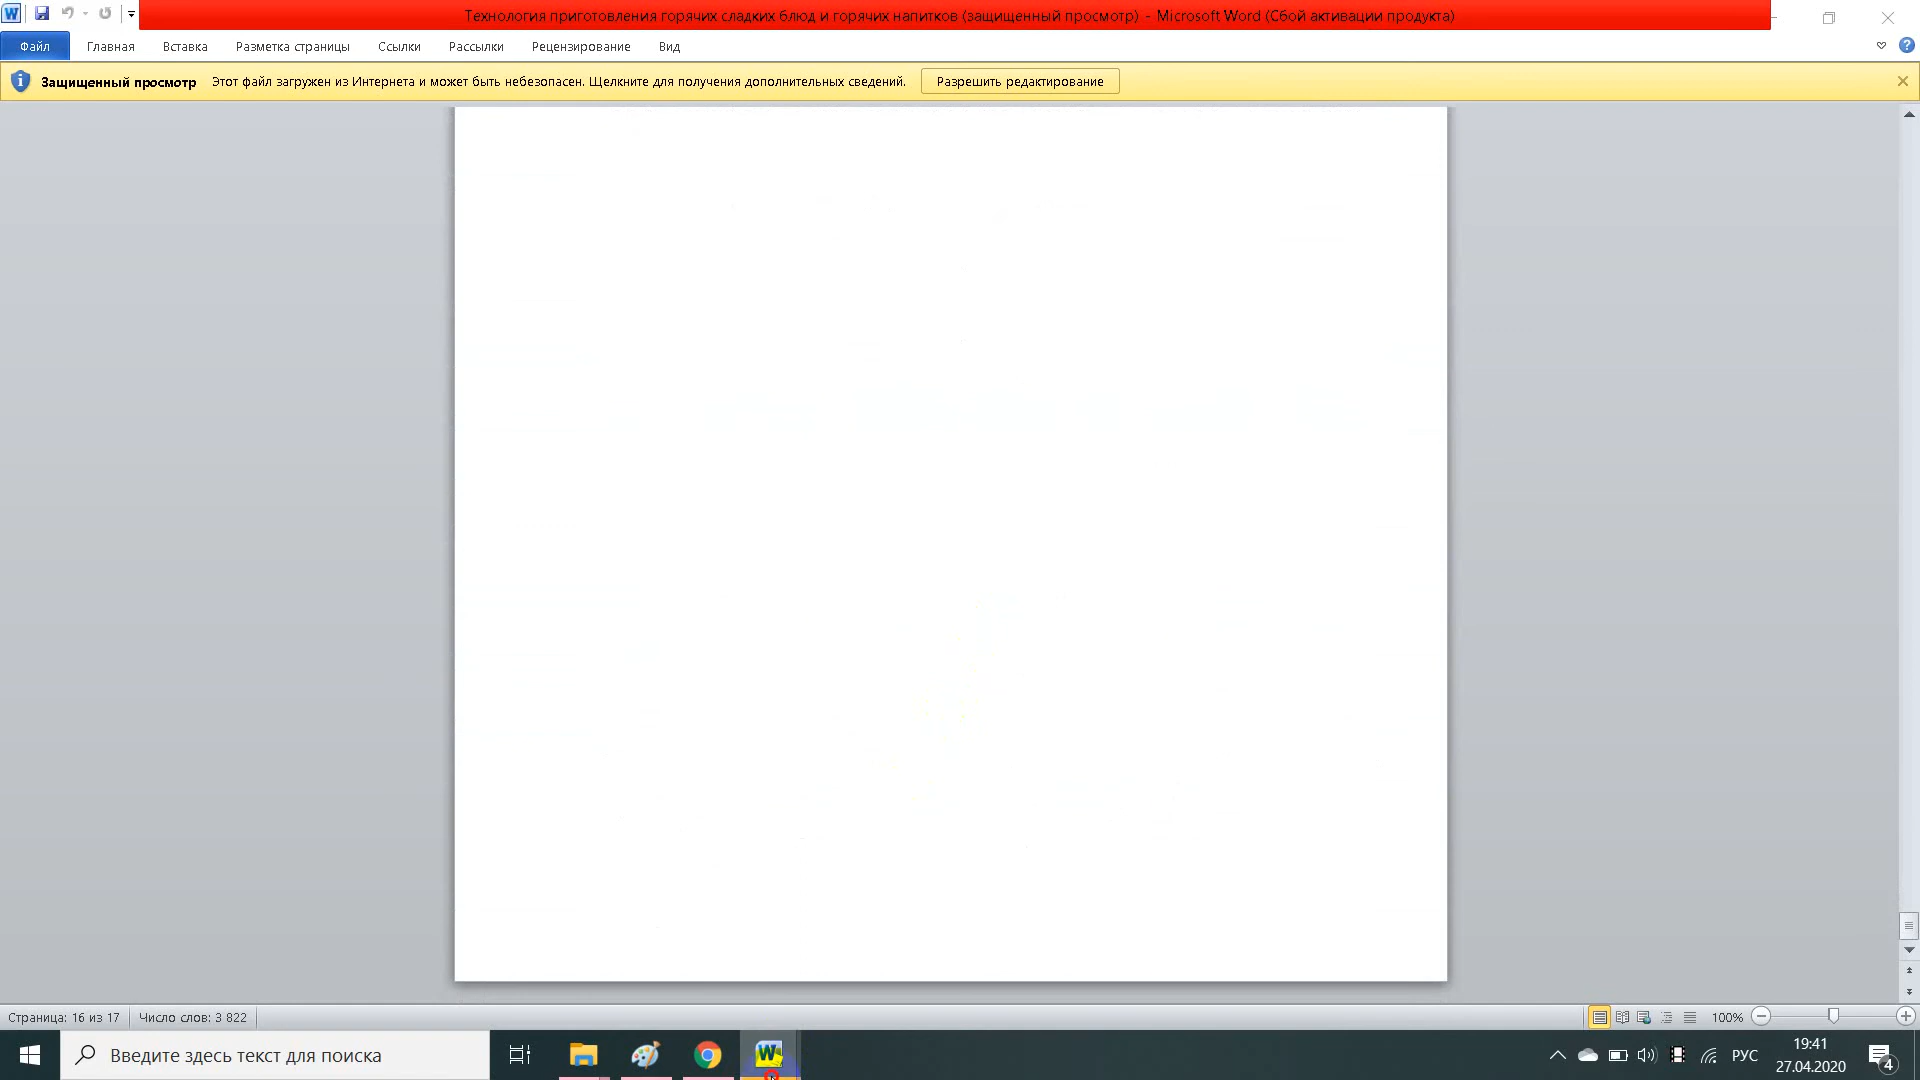 Технология приготовления горячих сладких блюд и горячих напитков (защищенный просмотр) - Microsoft Word (Сбой активации продукта)
Файл Главная Вставка Разметка страницы Ссылки Рассылки Рецензирование Вид
Защищенный просмотр Этот файл загружен из Интернета и может быть небезопасен. Щелкните для получения дополнительных сведений. Разрешить редактирование
Страница: 16 из 17 Число слов: 3 822 100%
Введите здесь текст для поиска
РУС
19:41
27.04.2020
4